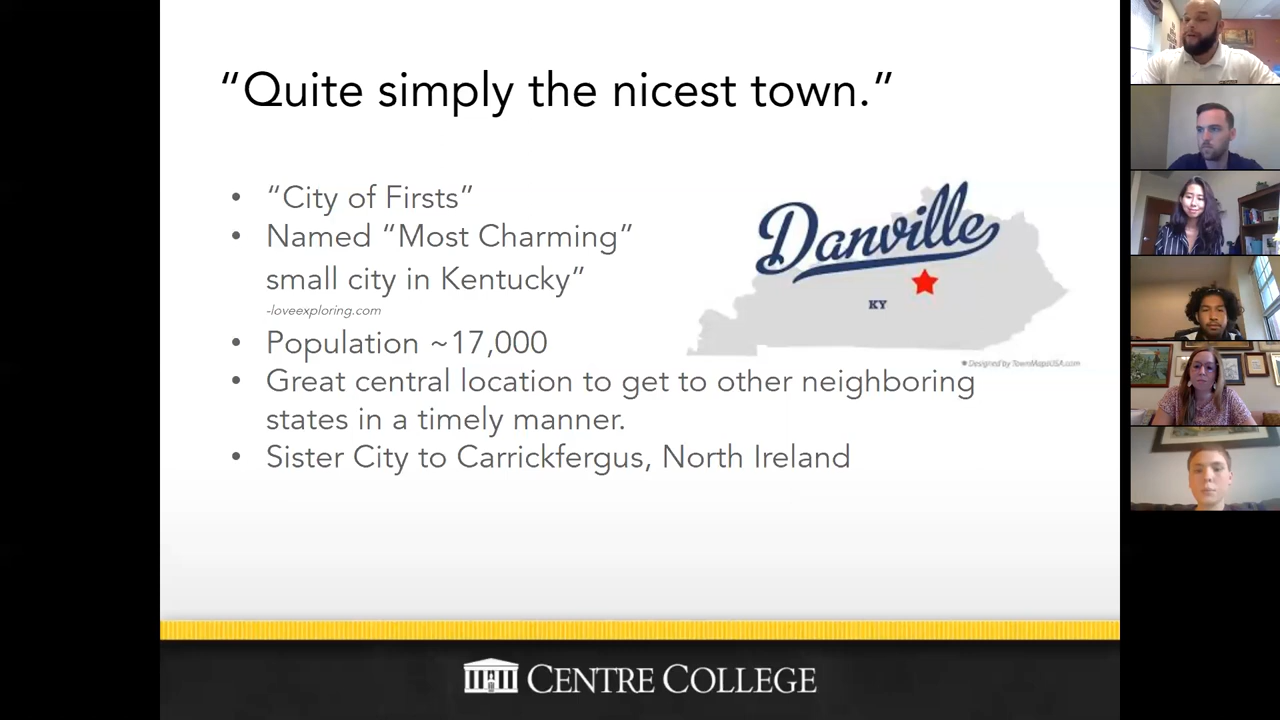 “Quite simply the nicest town.”
• “City of Firsts”
• Named “Most Charming”
small city in Kentucky”
-loveexploring.com
• Population ~17,000
• Great central location to get to other neighboring
states in a timely manner.
• Sister City to Carrickfergus, North Ireland
Danville
KY
Designed by TownMapsUSA.com
CENTRE COLLEGE